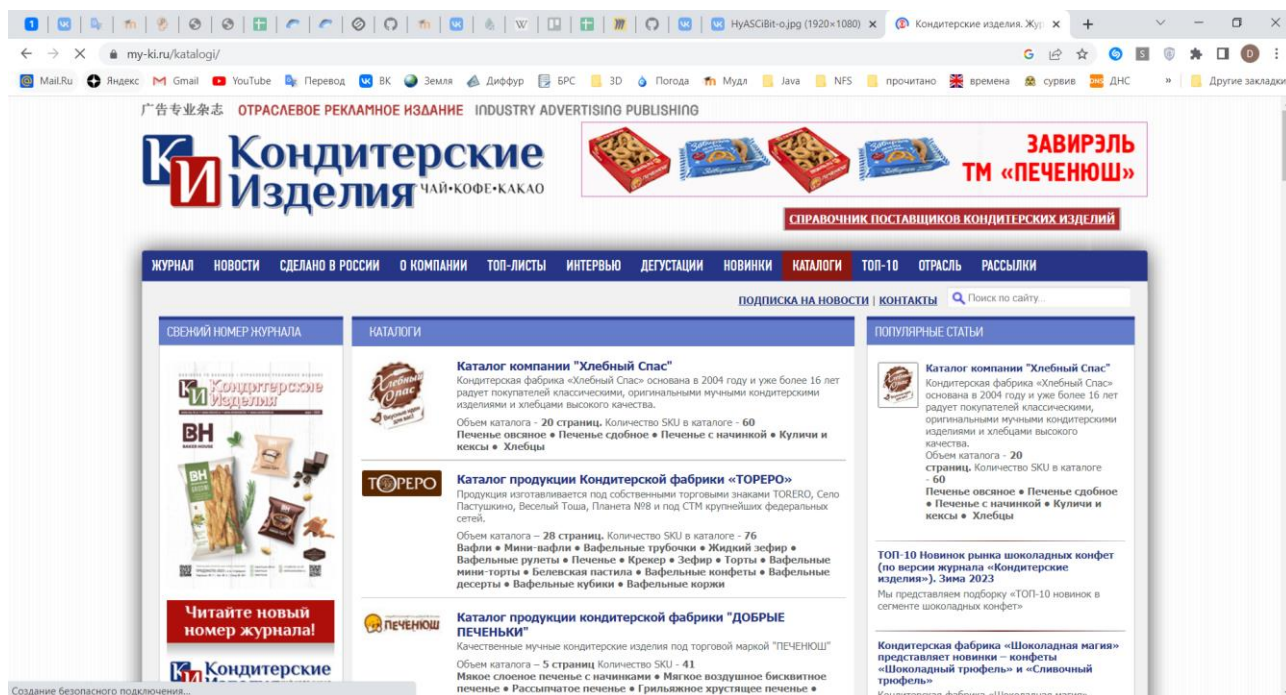 HyASCiBit-o.jpg (1920×1080)
Кондитерские изделия. Жур
my-ki.ru/katalogi/
Mail.Ru Яндекс Gmail YouTube Перевод ВК Земля Диффур БРС 3D Погода Мудл Java NFS прочитано времена сурвив ДНС » Другие закладки
广告专业杂志 ОТРАСЛЕВОЕ РЕКЛАМНОЕ ИЗДАНИЕ INDUSTRY ADVERTISING PUBLISHING
КИ Кондитерские
Изделия ЧАЙ•КОФЕ•КАКАО
ЗАВИРЭЛЬ
ТМ «ПЕЧЕНЮШ»
СПРАВОЧНИК ПОСТАВЩИКОВ КОНДИТЕРСКИХ ИЗДЕЛИЙ
ЖУРНАЛ НОВОСТИ СДЕЛАНО В РОССИИ О КОМПАНИИ ТОП-ЛИСТЫ ИНТЕРВЬЮ ДЕГУСТАЦИИ НОВИНКИ КАТАЛОГИ ТОП-10 ОТРАСЛЬ РАССЫЛКИ
ПОДПИСКА НА НОВОСТИ | КОНТАКТЫ Поиск по сайту...
СВЕЖИЙ НОМЕР ЖУРНАЛА
Кондитерские
Изделия
BH
BAKER HOUSE
Читайте новый
номер журнала!
Кондитерские
КАТАЛОГИ
Хлебный Спас
Каталог компании "Хлебный Спас"
Кондитерская фабрика «Хлебный Спас» основана в 2004 году и уже более 16 лет
радует покупателей классическими, оригинальными мучными кондитерскими
изделиями и хлебцами высокого качества.
Объем каталога - 20 страниц. Количество SKU в каталоге - 60
Печенье овсяное • Печенье сдобное • Печенье с начинкой • Куличи и
кексы • Хлебцы
ТОРЕРО
Каталог продукции Кондитерской фабрики «ТОРЕРО»
Продукция изготавливается под собственными торговыми знаками TORERO, Село
Пастушкино, Веселый Тоша, Планета №8 и под СТМ крупнейших федеральных
сетей.
Объем каталога – 28 страниц. Количество SKU в каталоге - 76
Вафли • Мини-вафли • Вафельные трубочки • Жидкий зефир •
Вафельные рулеты • Печенье • Крекер • Зефир • Торты • Вафельные
мини-торты • Белевская пастила • Вафельные конфеты • Вафельные
десерты • Вафельные кубики • Вафельные коржи
ПЕЧЕНЮШ
Каталог продукции кондитерской фабрики "ДОБРЫЕ
ПЕЧЕНЬКИ"
Качественные мучные кондитерские изделия под торговой маркой "ПЕЧЕНЮШ"
Объем каталога – 5 страниц Количество SKU - 41
Мягкое слоеное печенье с начинками • Мягкое воздушное бисквитное
печенье • Рассыпчатое печенье • Грильяжное хрустящее печенье •
ПОПУЛЯРНЫЕ СТАТЬИ
Каталог компании "Хлебный Спас"
Кондитерская фабрика «Хлебный Спас»
основана в 2004 году и уже более 16 лет
радует покупателей классическими,
оригинальными мучными кондитерскими
изделиями и хлебцами высокого
качества.
Объем каталога - 20
страниц. Количество SKU в каталоге
- 60
Печенье овсяное • Печенье сдобное
• Печенье с начинкой • Куличи и
кексы • Хлебцы
ТОП-10 Новинок рынка шоколадных конфет
(по версии журнала «Кондитерские
изделия»). Зима 2023
Мы представляем подборку «ТОП-10 новинок в
сегменте шоколадных конфет»
Кондитерская фабрика «Шоколадная магия»
представляет новинки – конфеты
«Шоколадный трюфель» и «Сливочный
трюфель»
Кондитерская фабрика «Шоколадная магия»
Создание безопасного подключения...